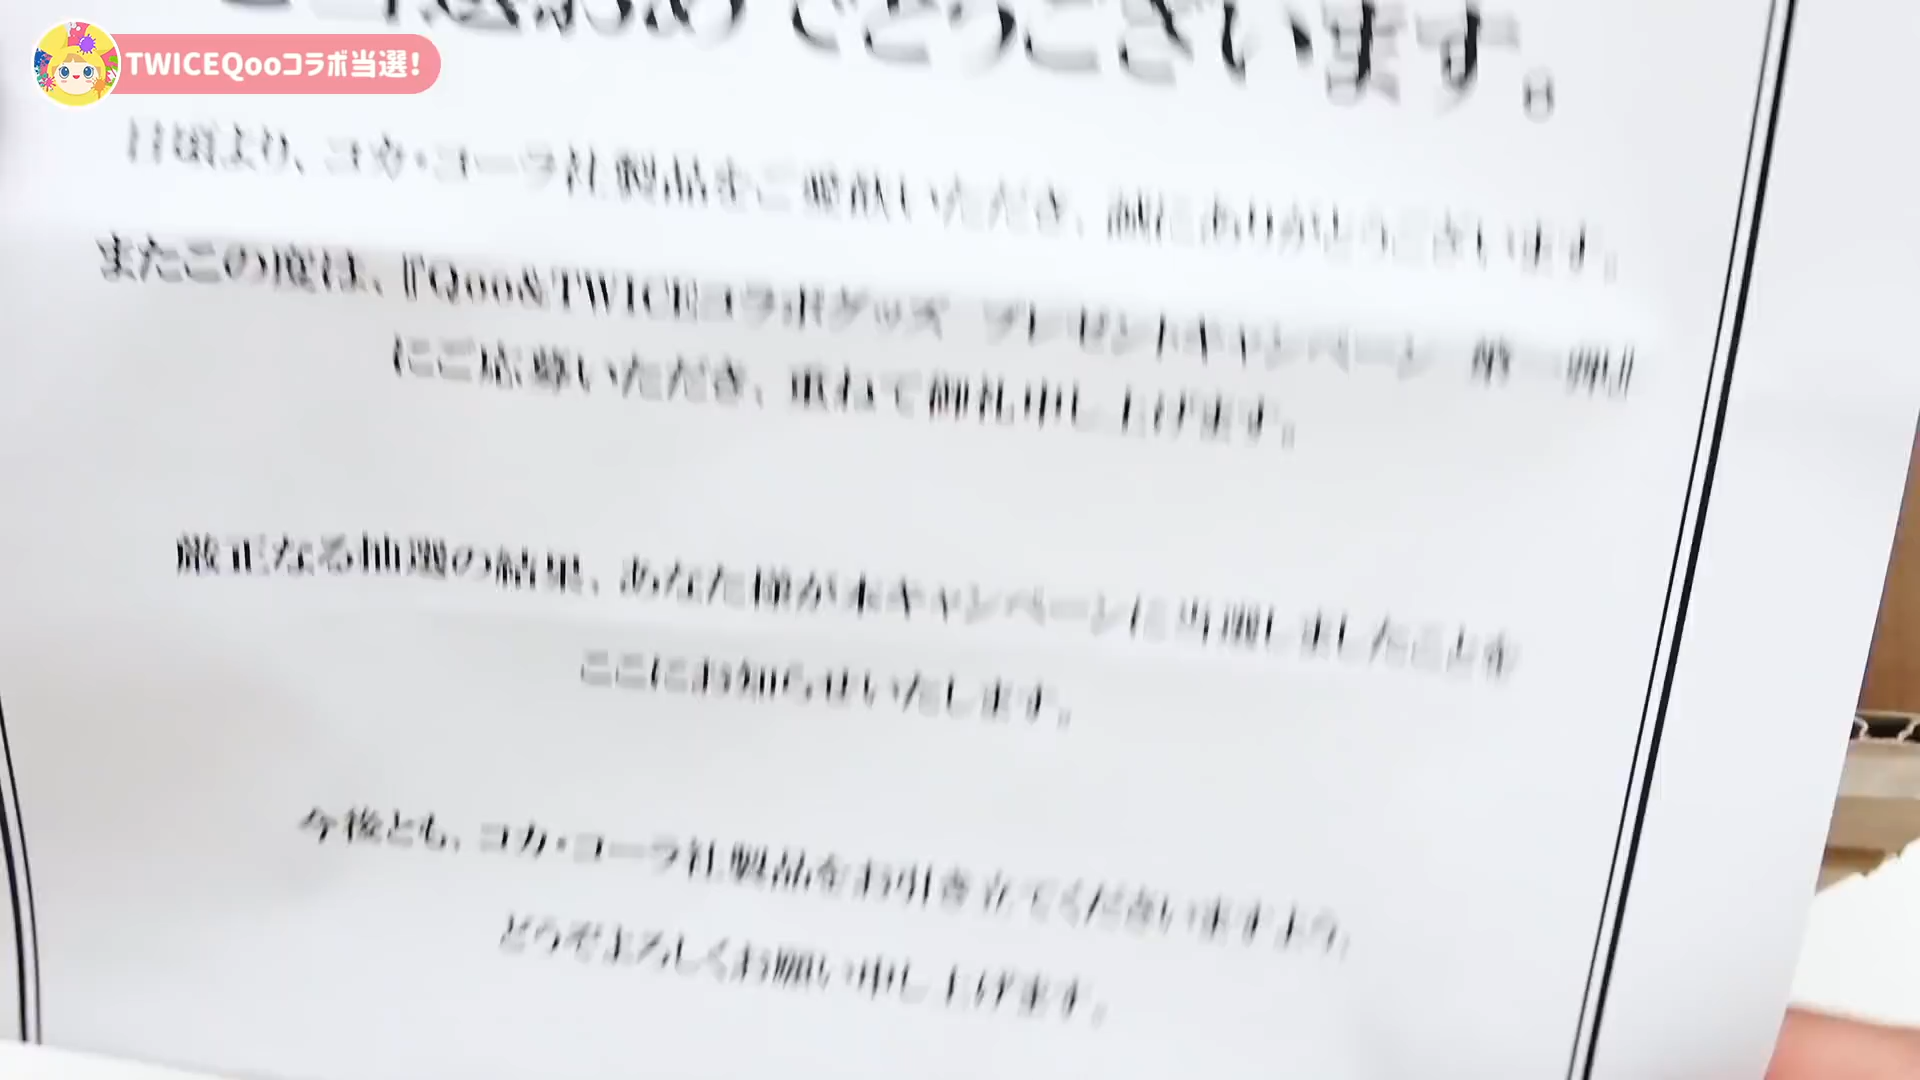 TWICEQooコラボ当選!
ご当選おめでとうございます。
日頃より、コカ・コーラ社製品をご愛飲いただき、誠にありがとうございます。
またこの度は、『Qoo&TWICEコラボグッズ プレゼントキャンペーン 第一弾』
にご応募いただき、重ねて御礼申し上げます。
厳正なる抽選の結果、あなた様が本キャンペーンに当選しましたことを
ここにお知らせいたします。
今後とも、コカ・コーラ社製品をお引き立てくださいますよう、
どうぞよろしくお願い申し上げます。